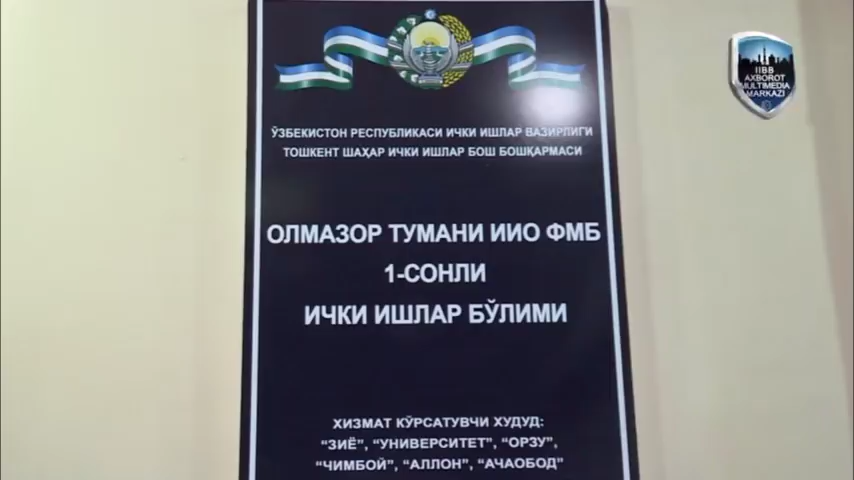 ЎЗБЕКИСТОН РЕСПУБЛИКАСИ ИЧКИ ИШЛАР ВАЗИРЛИГИ
ТОШКЕНТ ШАҲАР ИЧКИ ИШЛАР БОШ БОШҚАРМАСИ
ОЛМАЗОР ТУМАНИ ИИО ФМБ
1-СОНЛИ
ИЧКИ ИШЛАР БЎЛИМИ
ХИЗМАТ КЎРСАТУВЧИ ХУДУД:
"ЗИЁ", "УНИВЕРСИТЕТ", "ОРЗУ",
"ЧИМБОЙ", "АЛЛОН", "АЧАОБОД"
IIBB
AXBOROT
MULTIMEDIA
MARKAZI